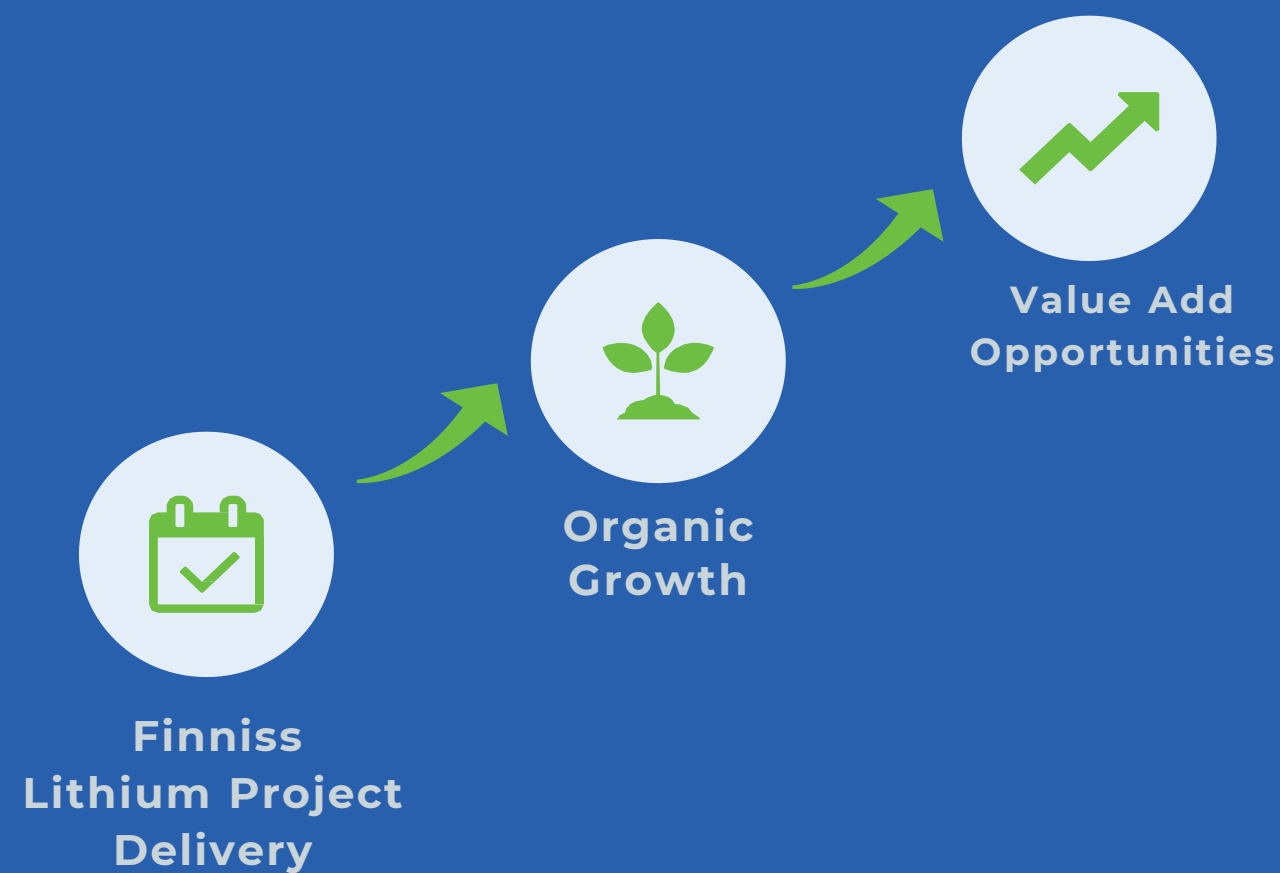 Value Add
Opportunities
Organic
Growth
Finniss
Lithium Project
Delivery